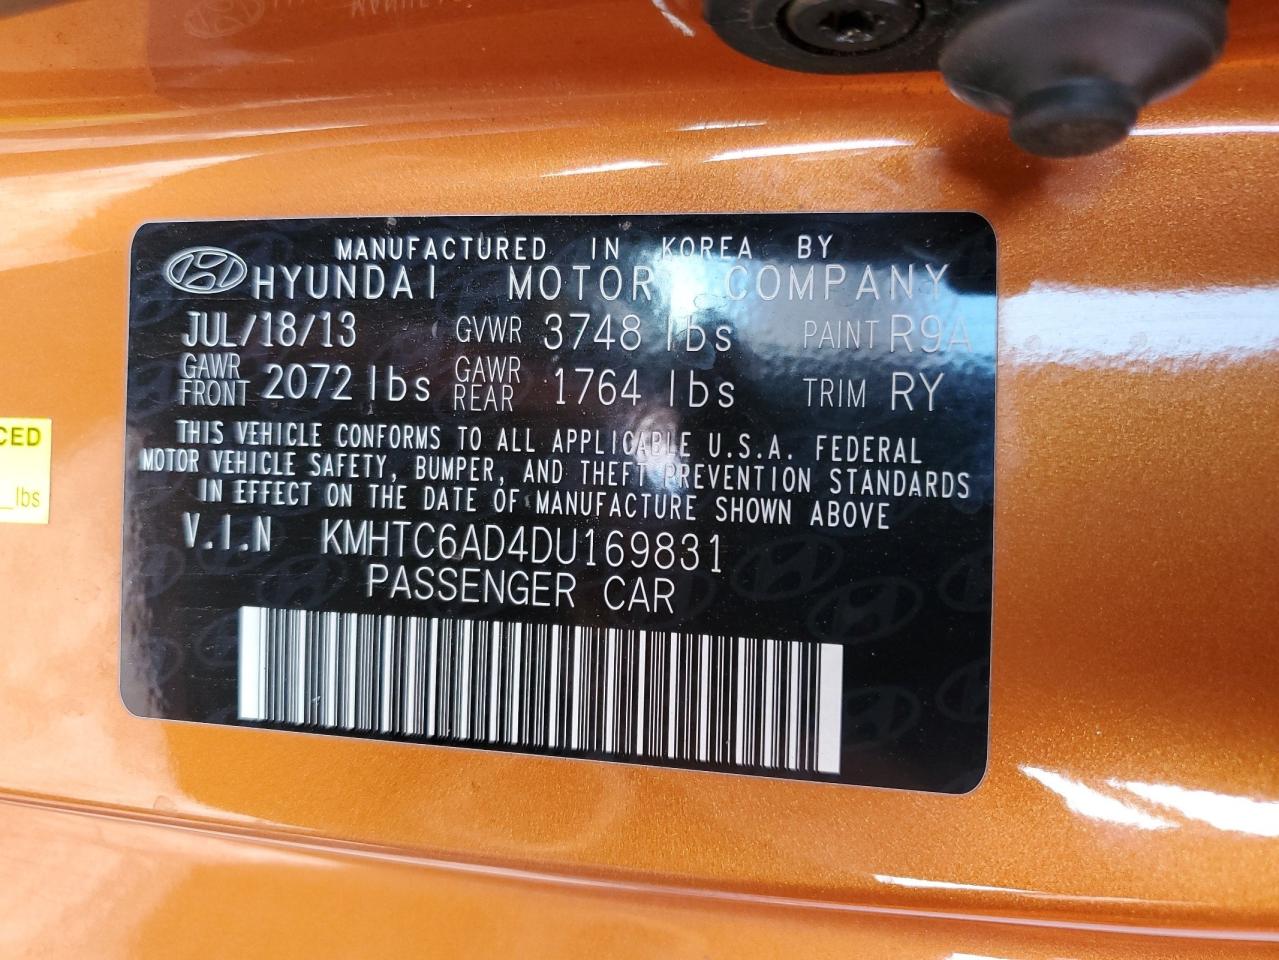 MANUFACTURED IN KOREA BY
HYUNDAI MOTOR COMPANY
JUL/18/13 GVWR 3748 lbs PAINT R9A
GAWR FRONT 2072 lbs GAWR REAR 1764 lbs TRIM RY
THIS VEHICLE CONFORMS TO ALL APPLICABLE U.S.A. FEDERAL
MOTOR VEHICLE SAFETY, BUMPER, AND THEFT PREVENTION STANDARDS
IN EFFECT ON THE DATE OF MANUFACTURE SHOWN ABOVE
V.I.N KMHTC6AD4DU169831
PASSENGER CAR
CED
lbs